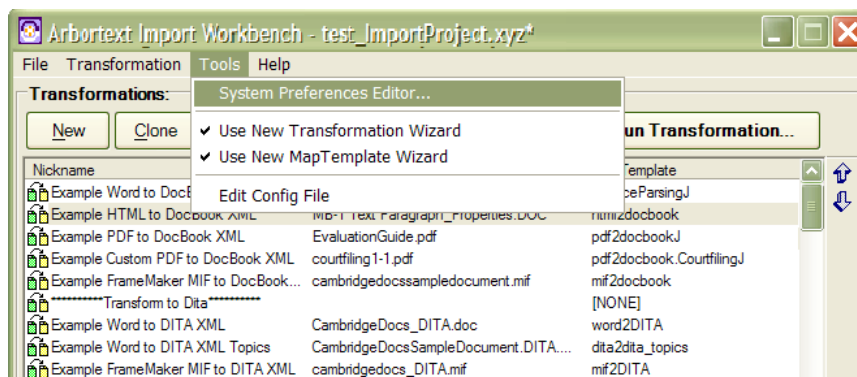 Arbortext Import Workbench - test_ImportProject.xyz*
File Transformation Tools Help
Transformations:
System Preferences Editor...
New Clone Use New Transformation Wizard un Transformation...
Use New MapTemplate Wizard
Nickname Template
Example Word to DocB ceParsingJ
Edit Config File
Example HTML to DocBook XML MB-1 Text Paragraph_Properties.DOC html2docbook
Example PDF to DocBook XML EvaluationGuide.pdf pdf2docbookJ
Example Custom PDF to DocBook XML courtfiling1-1.pdf pdf2docbook.CourtfilingJ
Example FrameMaker MIF to DocBook... cambridgedocssampledocument.mif mif2docbook
**********Transform to Dita********** [NONE]
Example Word to DITA XML CambridgeDocs_DITA.doc word2DITA
Example Word to DITA XML Topics CambridgeDocsSampleDocument.DITA.... dita2dita_topics
Example FrameMaker MIF to DITA XML cambridgedocs_DITA.mif mif2DITA